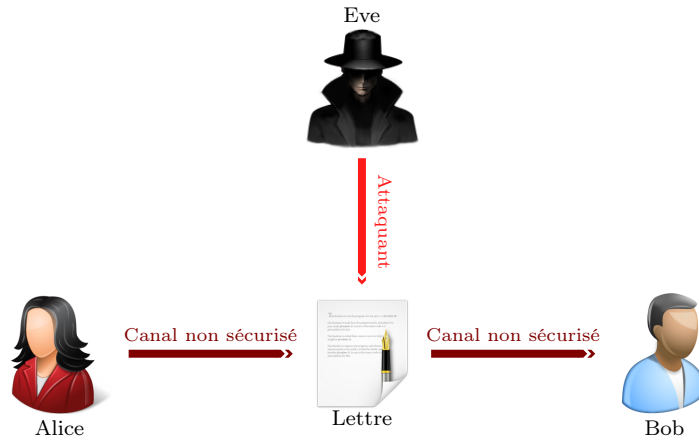 Eve
Attaquant
Canal non sécurisé
Canal non sécurisé
Alice
Lettre
Bob